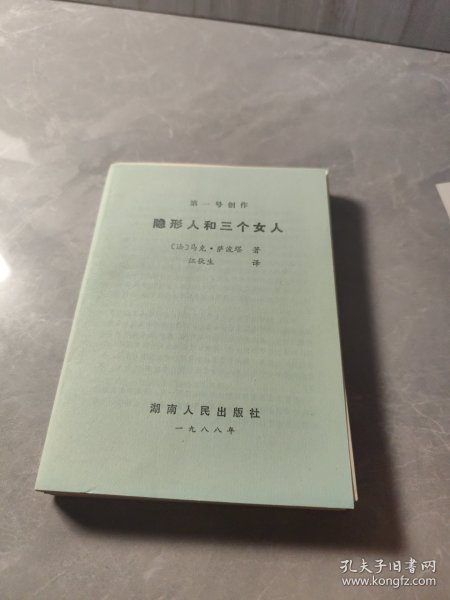 第一号创作
隐形人和三个女人
〔法〕马克·萨波塔 著
江伙生 译
湖南人民出版社
一九八八年
孔夫子旧书网
www.kongfz.com